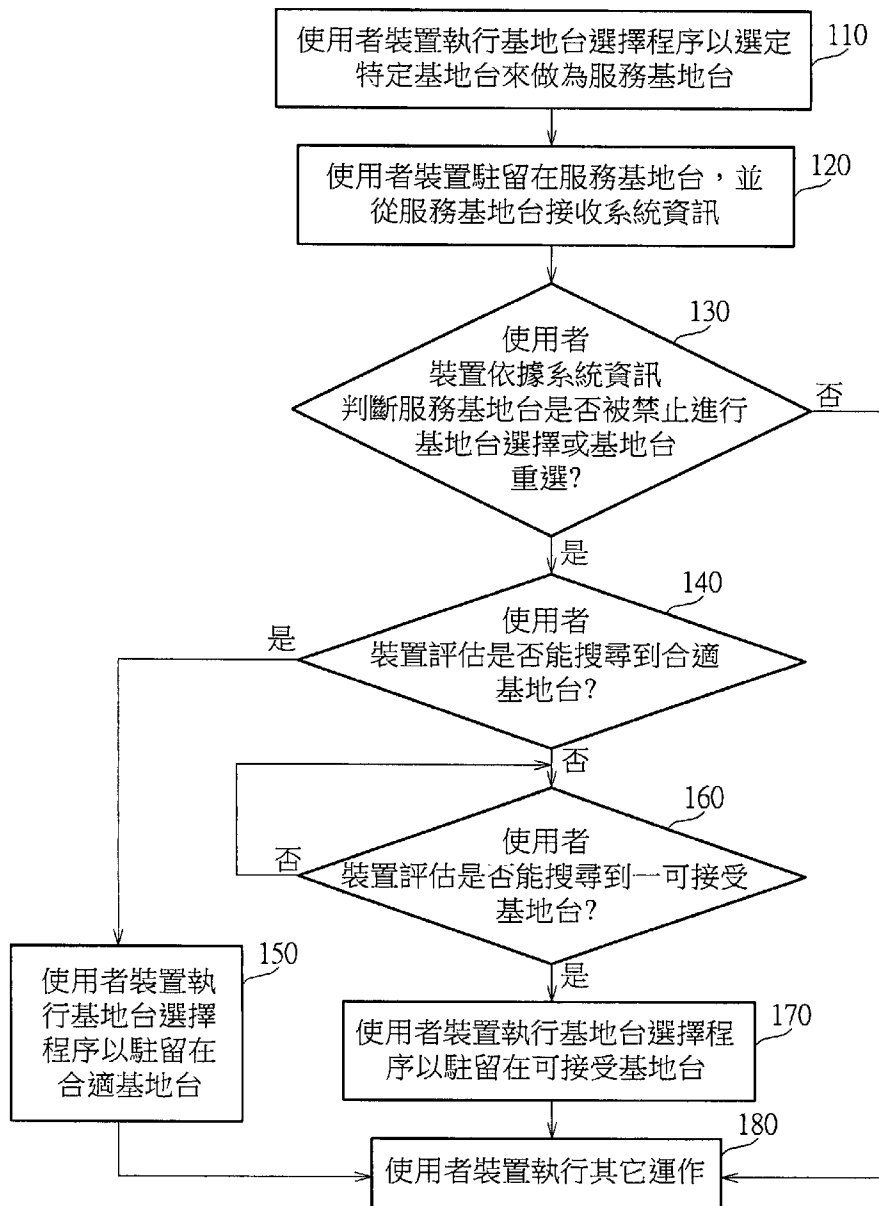 使用者裝置執行基地台選擇程序以選定
特定基地台來做為服務基地台
110
使用者裝置駐留在服務基地台，並
從服務基地台接收系統資訊
120
130
使用者
裝置依據系統資訊
判斷服務基地台是否被禁止進行
基地台選擇或基地台
重選?
否
是
140
使用者
裝置評估是否能搜尋到合適
基地台?
是
否
160
使用者
裝置評估是否能搜尋到一可接受
基地台?
否
是
150
使用者裝置執
行基地台選擇
程序以駐留在
合適基地台
170
使用者裝置執行基地台選擇程
序以駐留在可接受基地台
180
使用者裝置執行其它運作